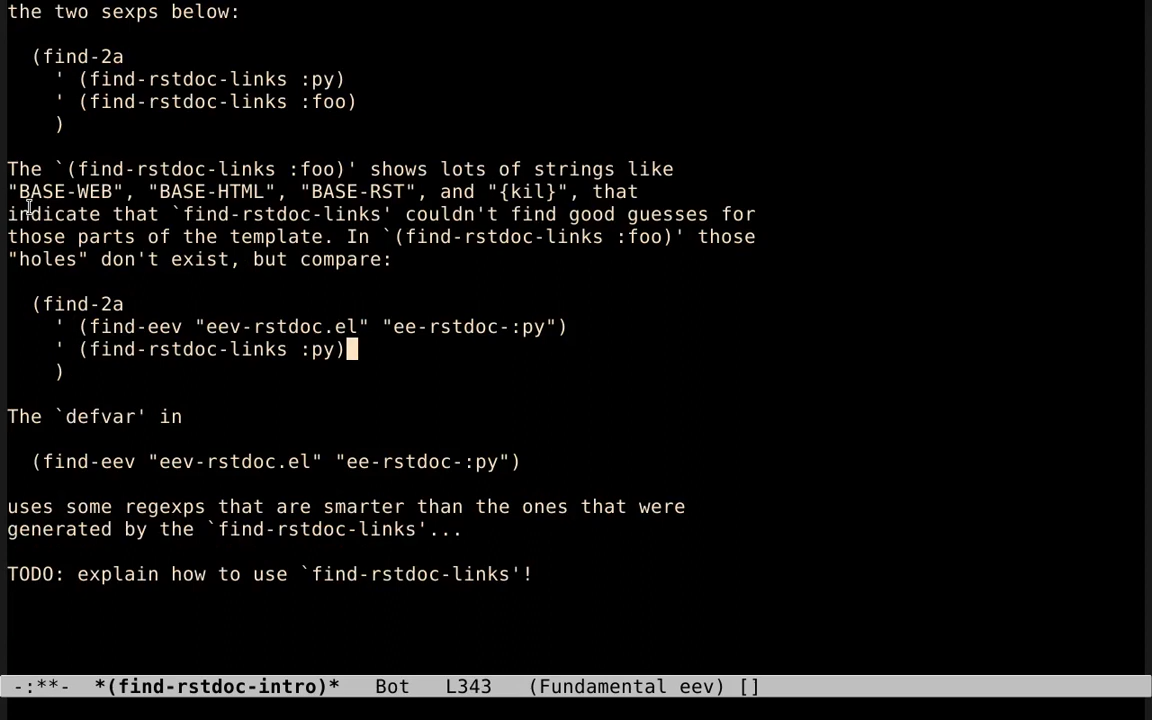 the two sexps below:
(find-2a
' (find-rstdoc-links :py)
' (find-rstdoc-links :foo)
)
The `(find-rstdoc-links :foo)' shows lots of strings like
"BASE-WEB", "BASE-HTML", "BASE-RST", and "{kil}", that
indicate that `find-rstdoc-links' couldn't find good guesses for
those parts of the template. In `(find-rstdoc-links :foo)' those
"holes" don't exist, but compare:
(find-2a
' (find-eev "eev-rstdoc.el" "ee-rstdoc-:py")
' (find-rstdoc-links :py)
)
The `defvar' in
(find-eev "eev-rstdoc.el" "ee-rstdoc-:py")
uses some regexps that are smarter than the ones that were
generated by the `find-rstdoc-links'...
TODO: explain how to use `find-rstdoc-links'!
-:**-  *(find-rstdoc-intro)*   Bot   L343   (Fundamental eev) []